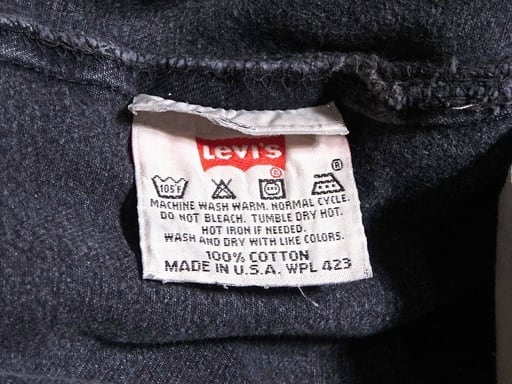 Levi's ®
®
105°F
MACHINE WASH WARM. NORMAL CYCLE.
DO NOT BLEACH. TUMBLE DRY HOT.
HOT IRON IF NEEDED.
WASH AND DRY WITH LIKE COLORS.
100% COTTON
MADE IN U.S.A. WPL 423